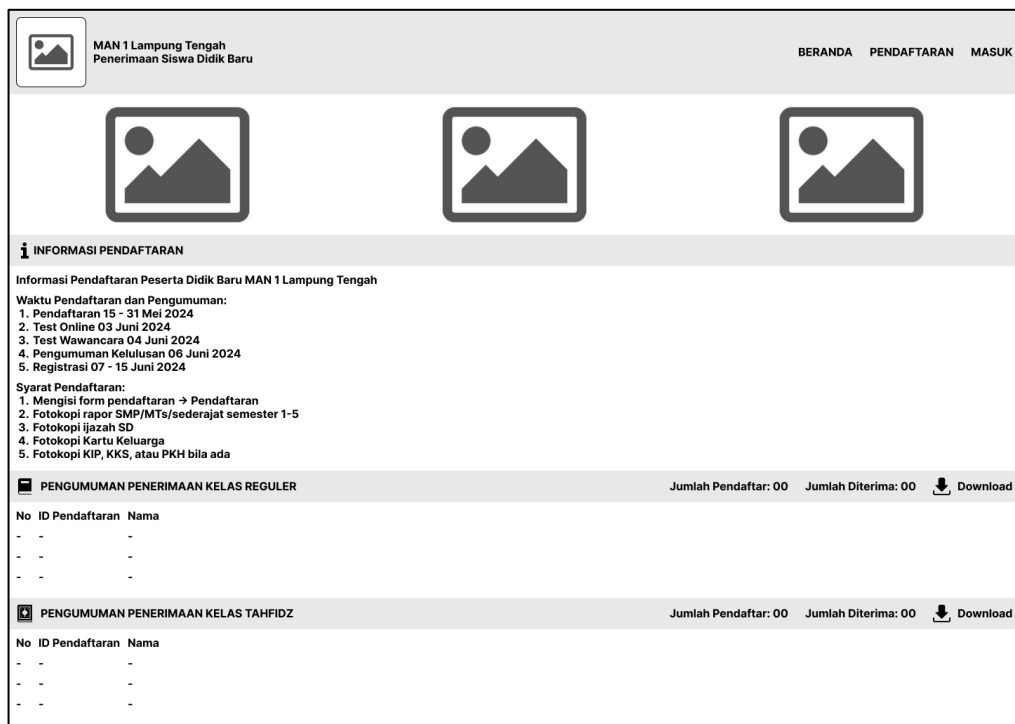 MAN 1 Lampung Tengah
Penerimaan Siswa Didik Baru
BERANDA PENDAFTARAN MASUK
INFORMASI PENDAFTARAN
Informasi Pendaftaran Peserta Didik Baru MAN 1 Lampung Tengah
Waktu Pendaftaran dan Pengumuman:
1. Pendaftaran 15 - 31 Mei 2024
2. Test Online 03 Juni 2024
3. Test Wawancara 04 Juni 2024
4. Pengumuman Kelulusan 06 Juni 2024
5. Registrasi 07 - 15 Juni 2024
Syarat Pendaftaran:
1. Mengisi form pendaftaran → Pendaftaran
2. Fotokopi rapor SMP/MTs/sederajat semester 1-5
3. Fotokopi ijazah SD
4. Fotokopi Kartu Keluarga
5. Fotokopi KIP, KKS, atau PKH bila ada
PENGUMUMAN PENERIMAAN KELAS REGULER Jumlah Pendaftar: 00 Jumlah Diterima: 00 Download
No ID Pendaftaran Nama
- - -
- - -
- - -
PENGUMUMAN PENERIMAAN KELAS TAHFIDZ Jumlah Pendaftar: 00 Jumlah Diterima: 00 Download
No ID Pendaftaran Nama
- - -
- - -
- - -